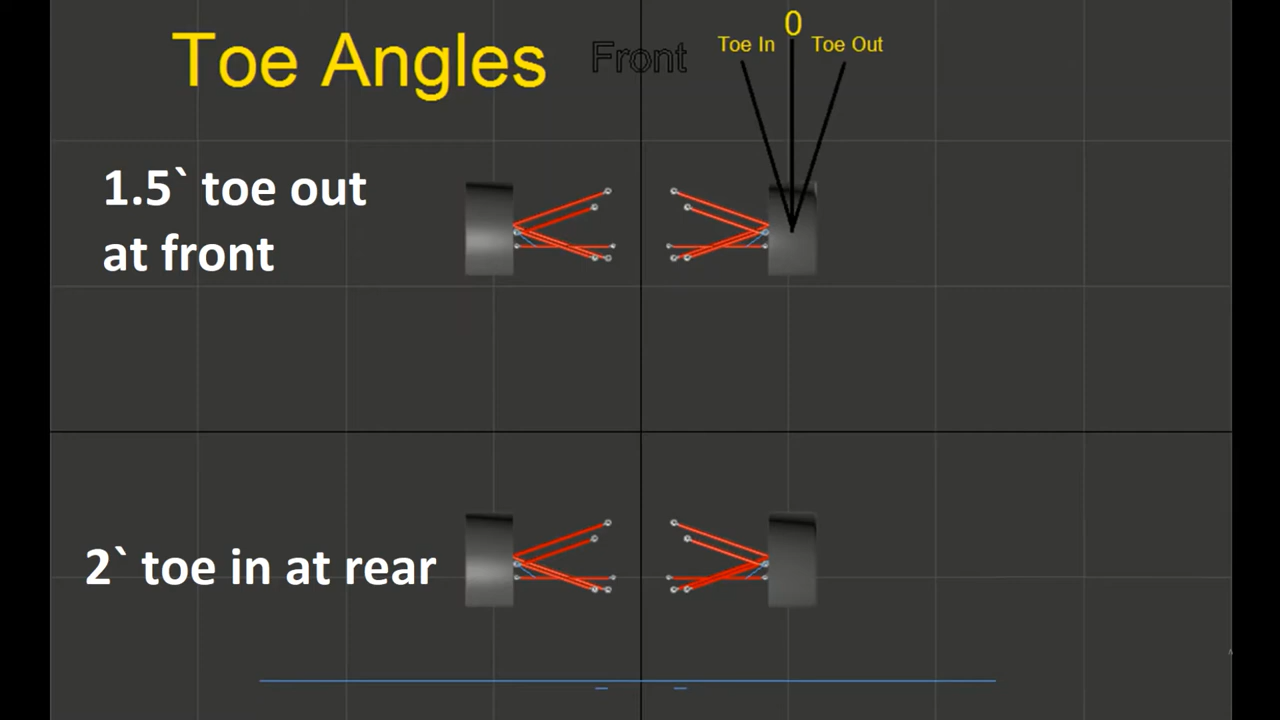 Toe Angles
Front
0
Toe In
Toe Out
1.5` toe out
at front
2` toe in at rear